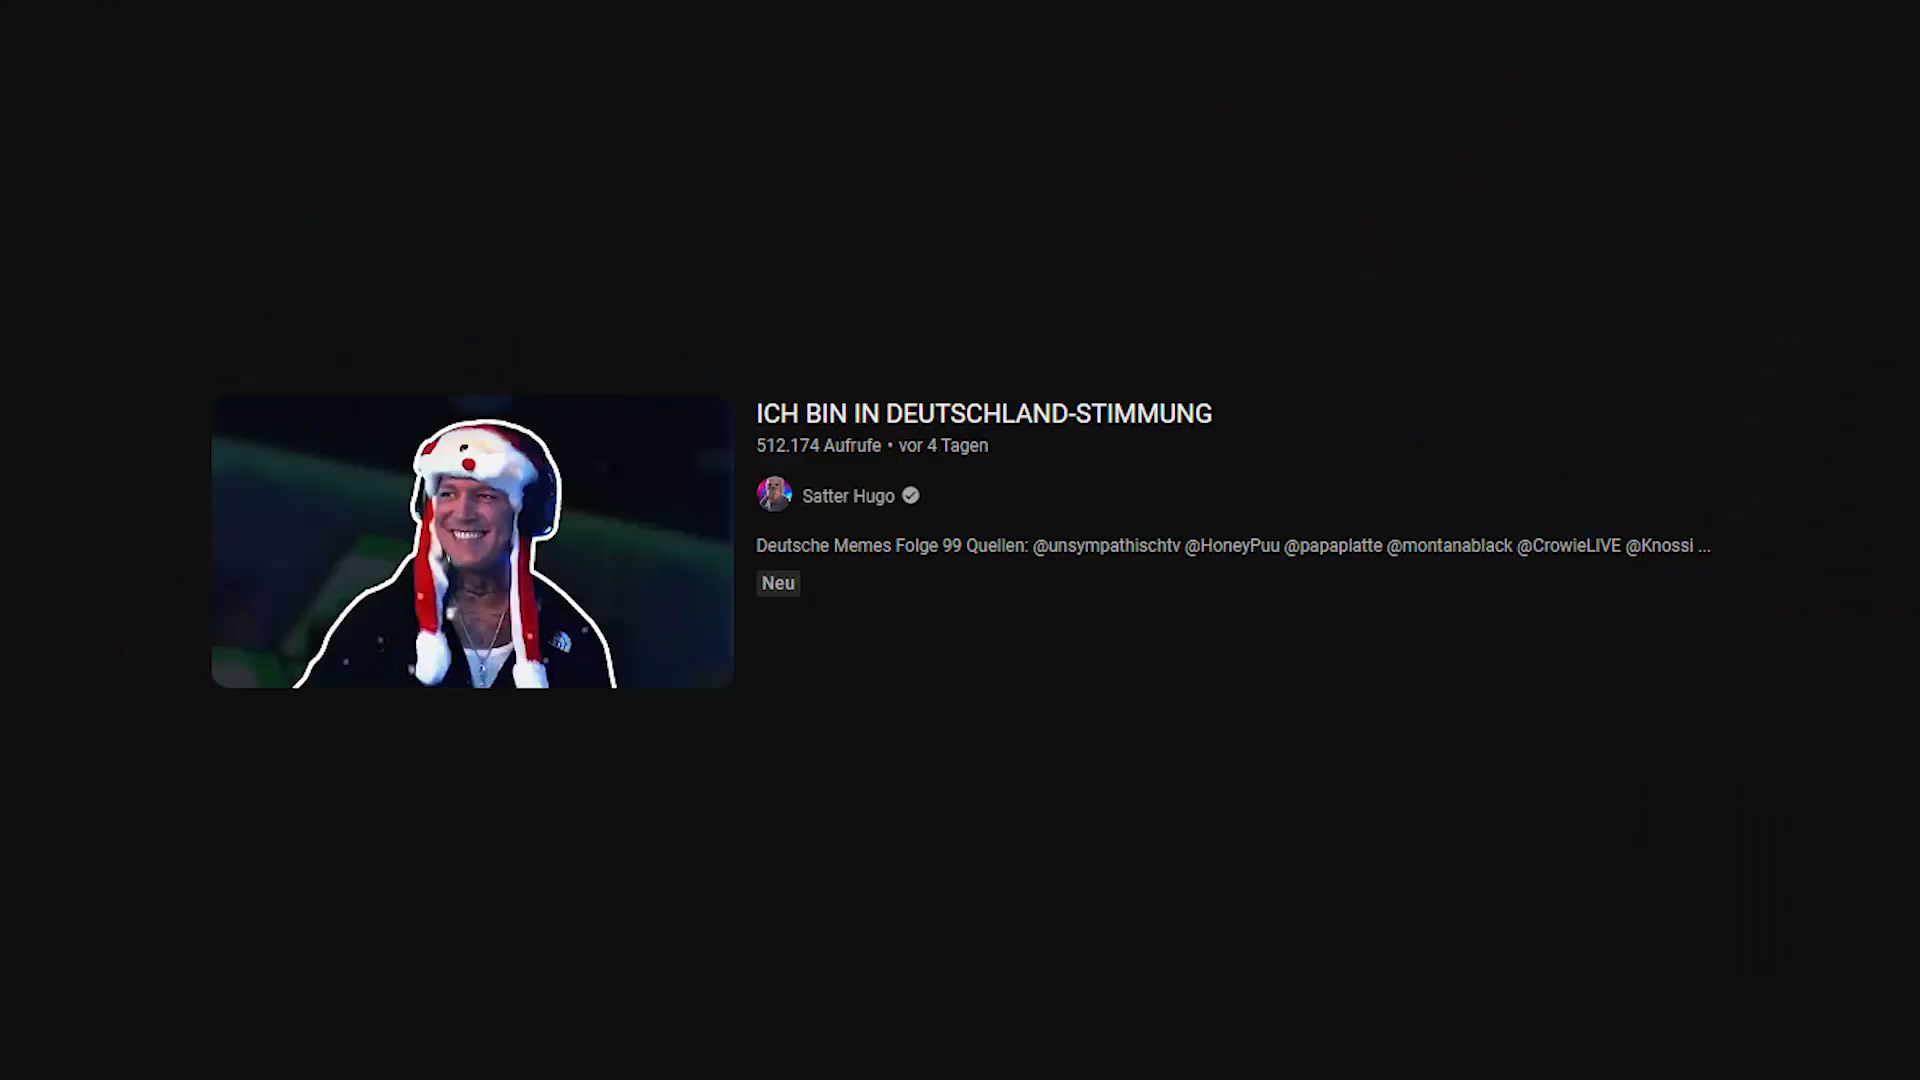 ICH BIN IN DEUTSCHLAND-STIMMUNG
512.174 Aufrufe • vor 4 Tagen
Satter Hugo
Deutsche Memes Folge 99 Quellen: @unsympathischtv @HoneyPuu @papaplatte @montanablack @CrowieLIVE @Knossi ...
Neu